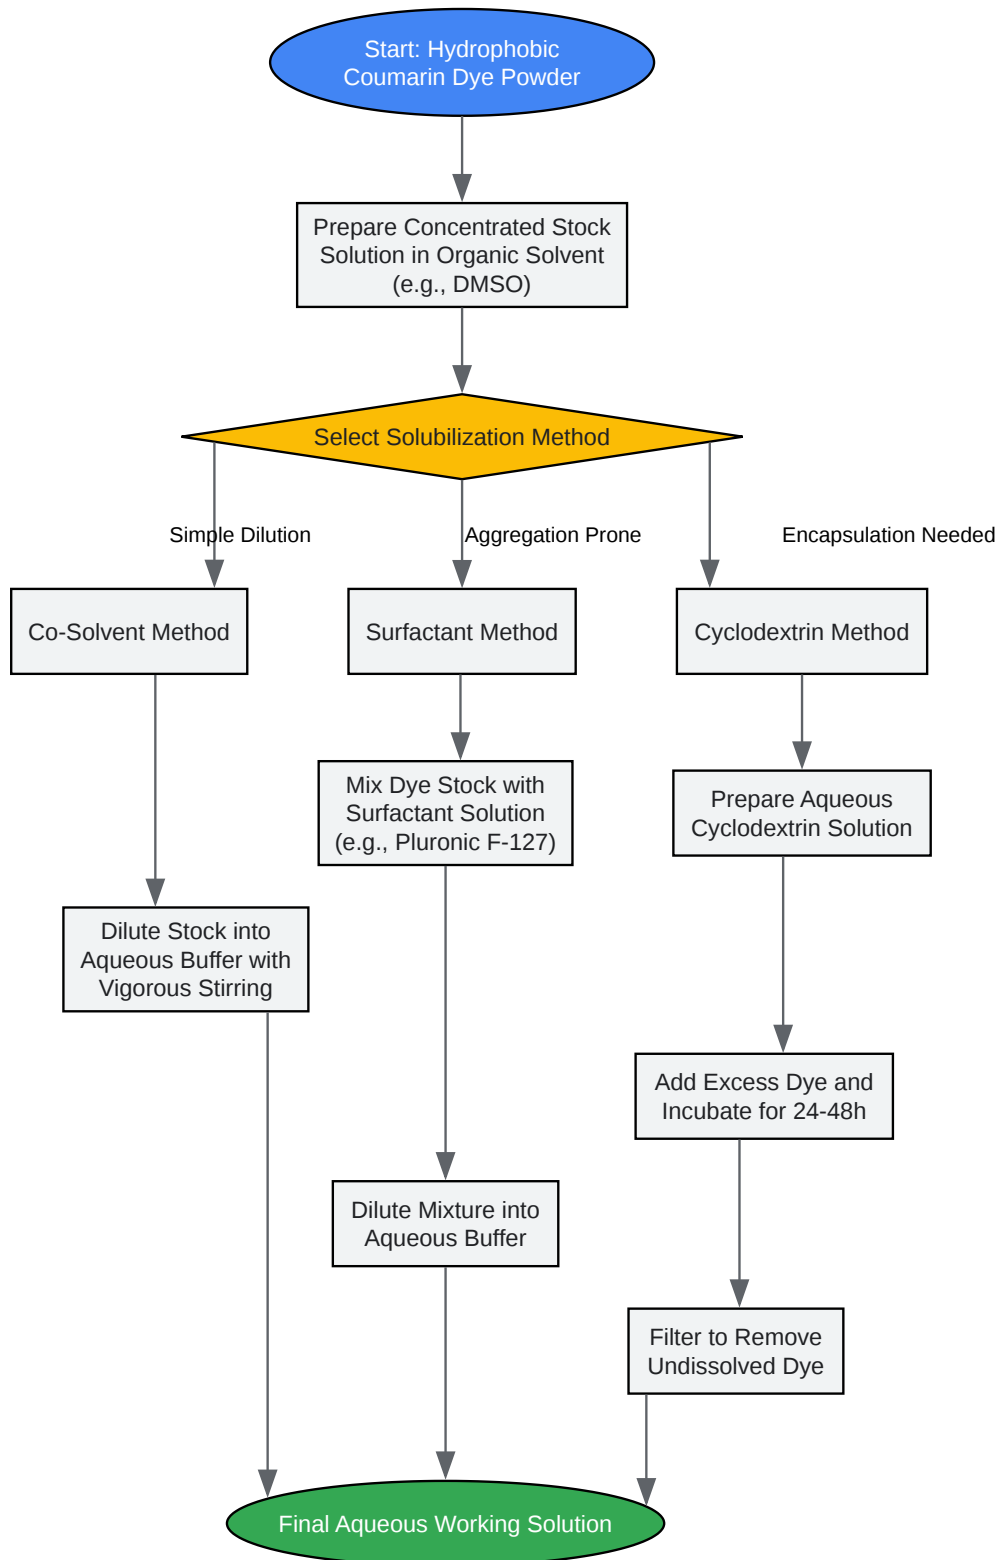 Start: Hydrophobic
Coumarin Dye Powder
Prepare Concentrated Stock
Solution in Organic Solvent
(e.g., DMSO)
Select Solubilization Method
Simple Dilution
Aggregation Prone
Encapsulation Needed
Co-Solvent Method
Surfactant Method
Cyclodextrin Method
Mix Dye Stock with
Surfactant Solution
(e.g., Pluronic F-127)
Prepare Aqueous
Cyclodextrin Solution
Dilute Stock into
Aqueous Buffer with
Vigorous Stirring
Add Excess Dye and
Incubate for 24-48h
Dilute Mixture into
Aqueous Buffer
Filter to Remove
Undissolved Dye
Final Aqueous Working Solution